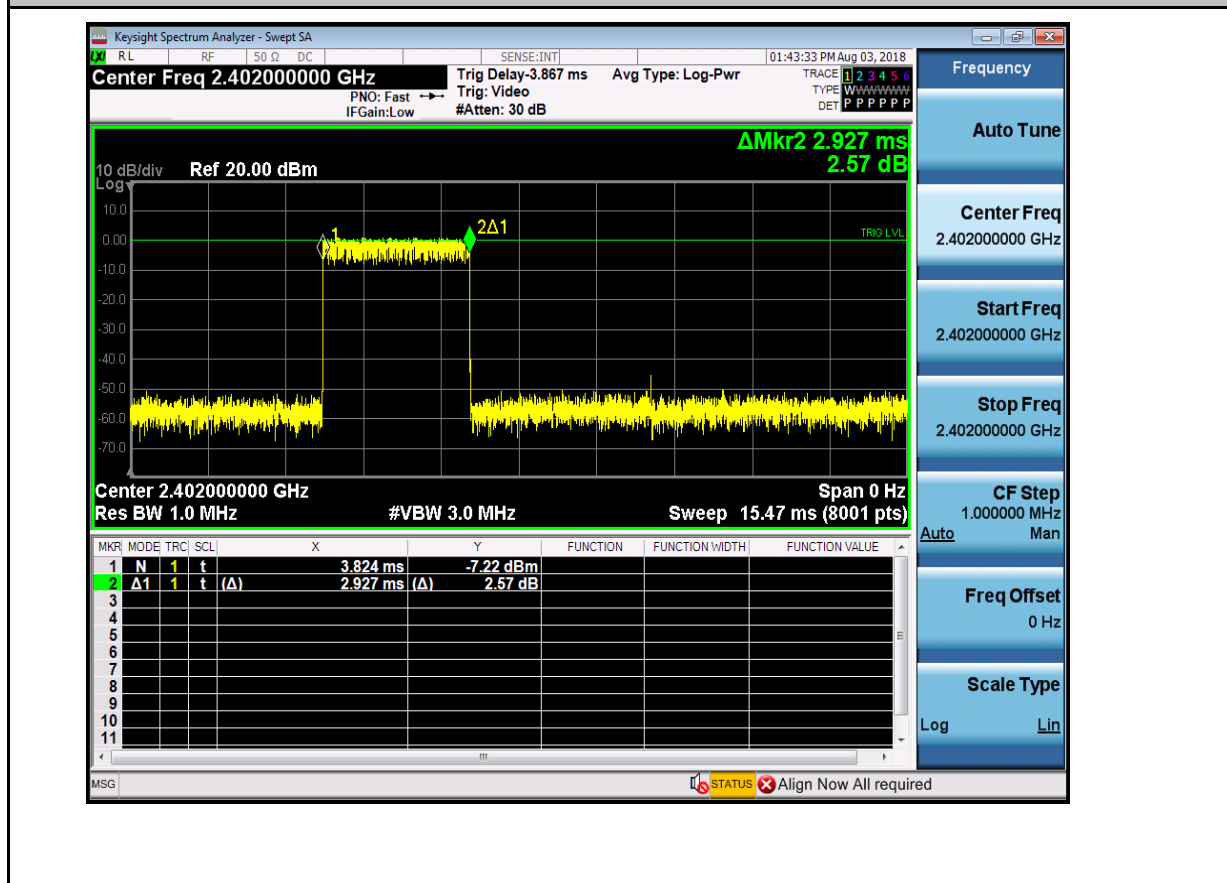 Keysight Spectrum Analyzer - Swept SA
LXI RL RF 50 Ω DC SENSE:INT 01:43:33 PM Aug 03, 2018
Center Freq 2.402000000 GHz
PNO: Fast
IFGain:Low
Trig Delay-3.867 ms
Trig: Video
#Atten: 30 dB
Avg Type: Log-Pwr
TRACE 1 2 3 4 5 6
TYPE WWWWWW
DET P P P P P P
ΔMkr2 2.927 ms
2.57 dB
10 dB/div Ref 20.00 dBm
Log
10.0
0.00
-10.0
-20.0
-30.0
-40.0
-50.0
-60.0
-70.0
1
2Δ1
TRIG LVL
Center 2.402000000 GHz Span 0 Hz
Res BW 1.0 MHz #VBW 3.0 MHz Sweep 15.47 ms (8001 pts)
MKR MODE TRC SCL X Y FUNCTION FUNCTION WIDTH FUNCTION VALUE
1 N 1 t 3.824 ms -7.22 dBm
2 Δ1 1 t (Δ) 2.927 ms (Δ) 2.57 dB
3
4
5
6
7
8
9
10
11
MSG STATUS Align Now All required
Frequency
Auto Tune
Center Freq
2.402000000 GHz
Start Freq
2.402000000 GHz
Stop Freq
2.402000000 GHz
CF Step
1.000000 MHz
Auto Man
Freq Offset
0 Hz
Scale Type
Log Lin